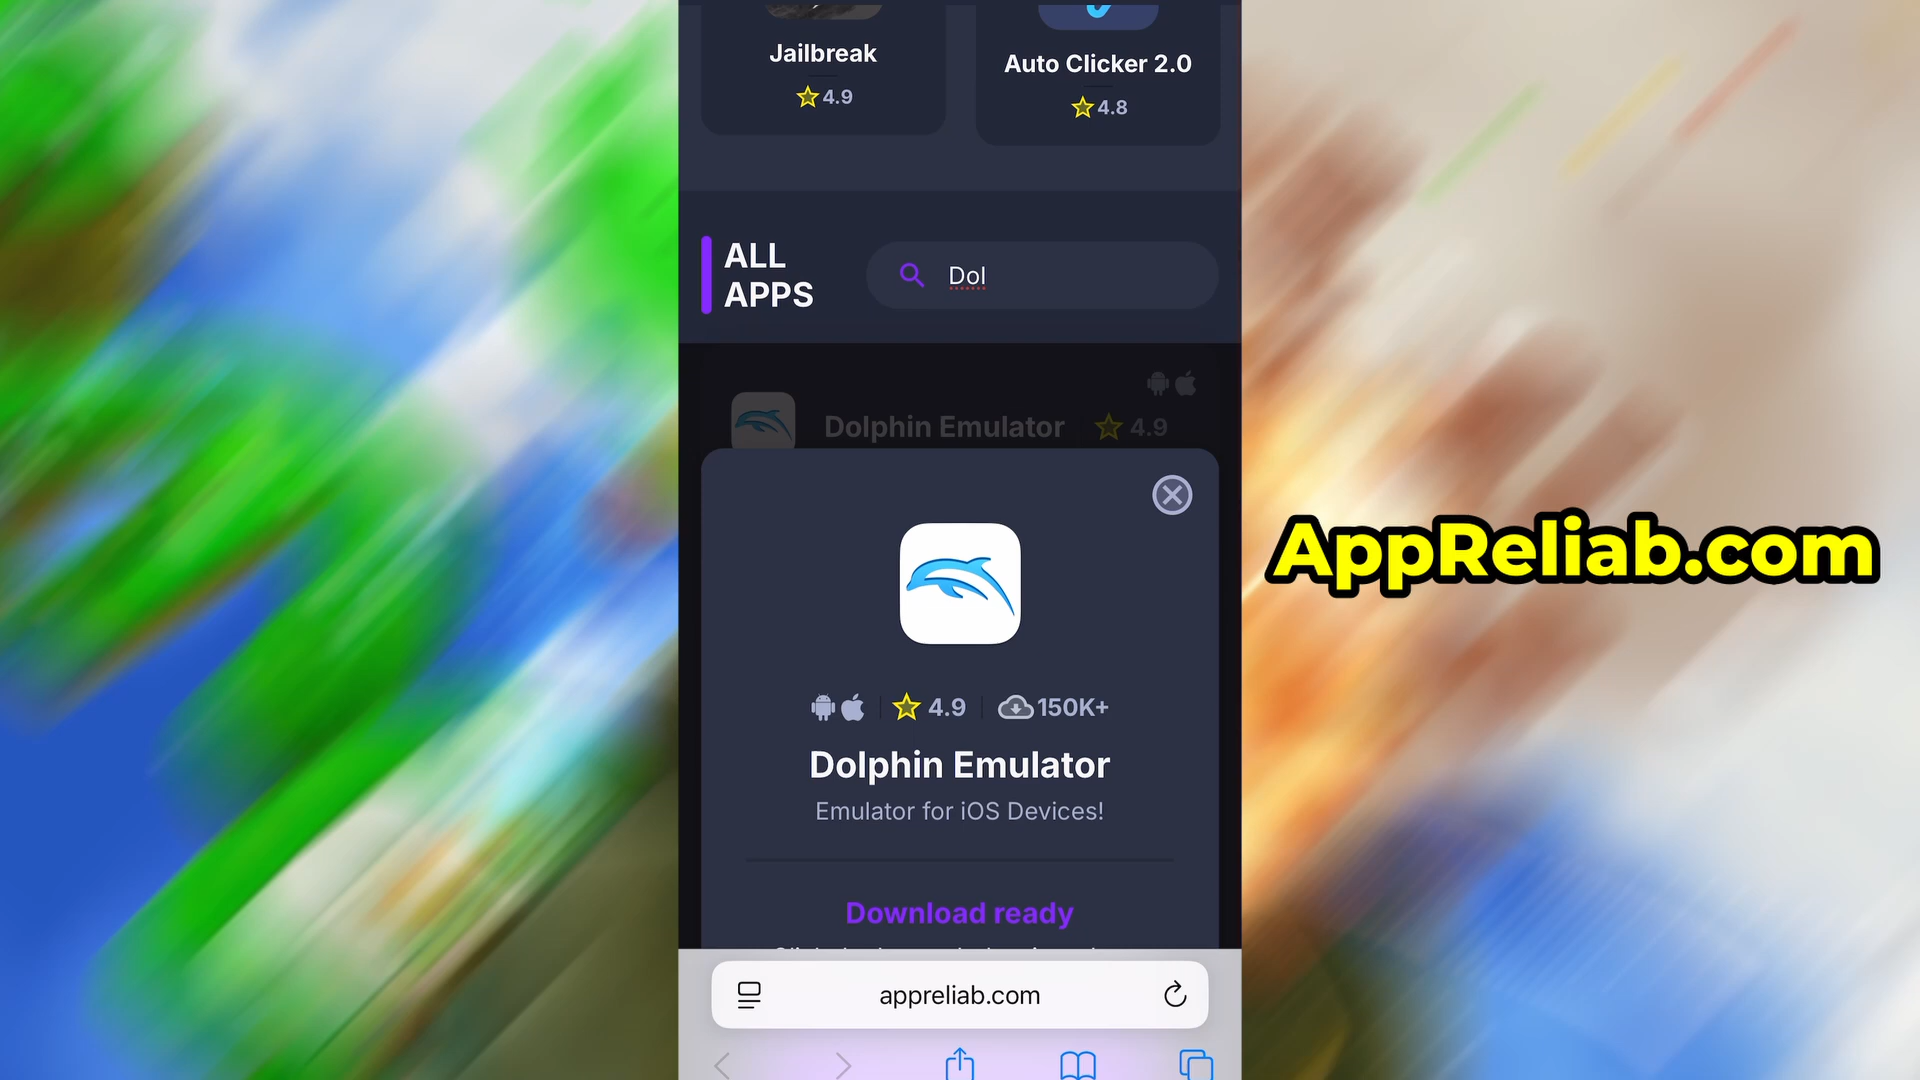 Jailbreak
4.9
Auto Clicker 2.0
4.8
ALL
APPS
Dol
Dolphin Emulator
4.9
4.9
150K+
Dolphin Emulator
Emulator for iOS Devices!
Download ready
appreliab.com
AppReliab.com